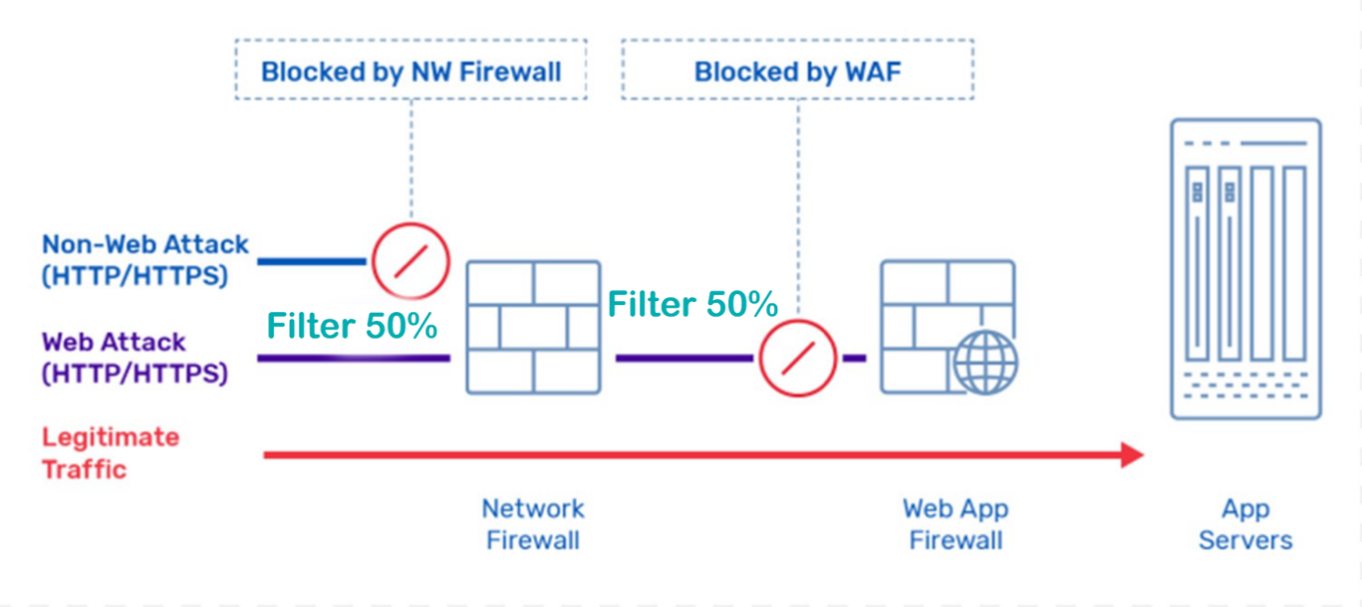 Blocked by NW Firewall
Blocked by WAF
Non-Web Attack
(HTTP/HTTPS)
Filter 50%
Filter 50%
Web Attack
(HTTP/HTTPS)
Legitimate
Traffic
Network
Firewall
Web App
Firewall
App
Servers